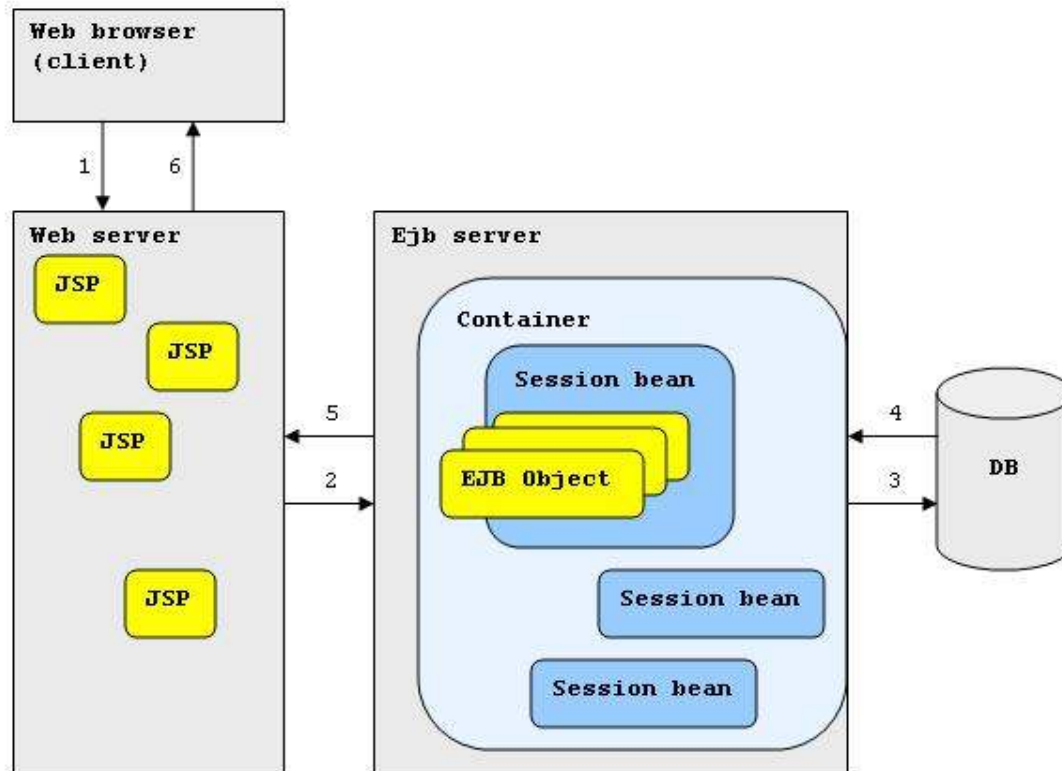 Web browser
(client)
1
6
Web server
Ejb server
JSP
Container
JSP
Session bean
JSP
5
4
EJB Object
DB
2
3
JSP
Session bean
Session bean